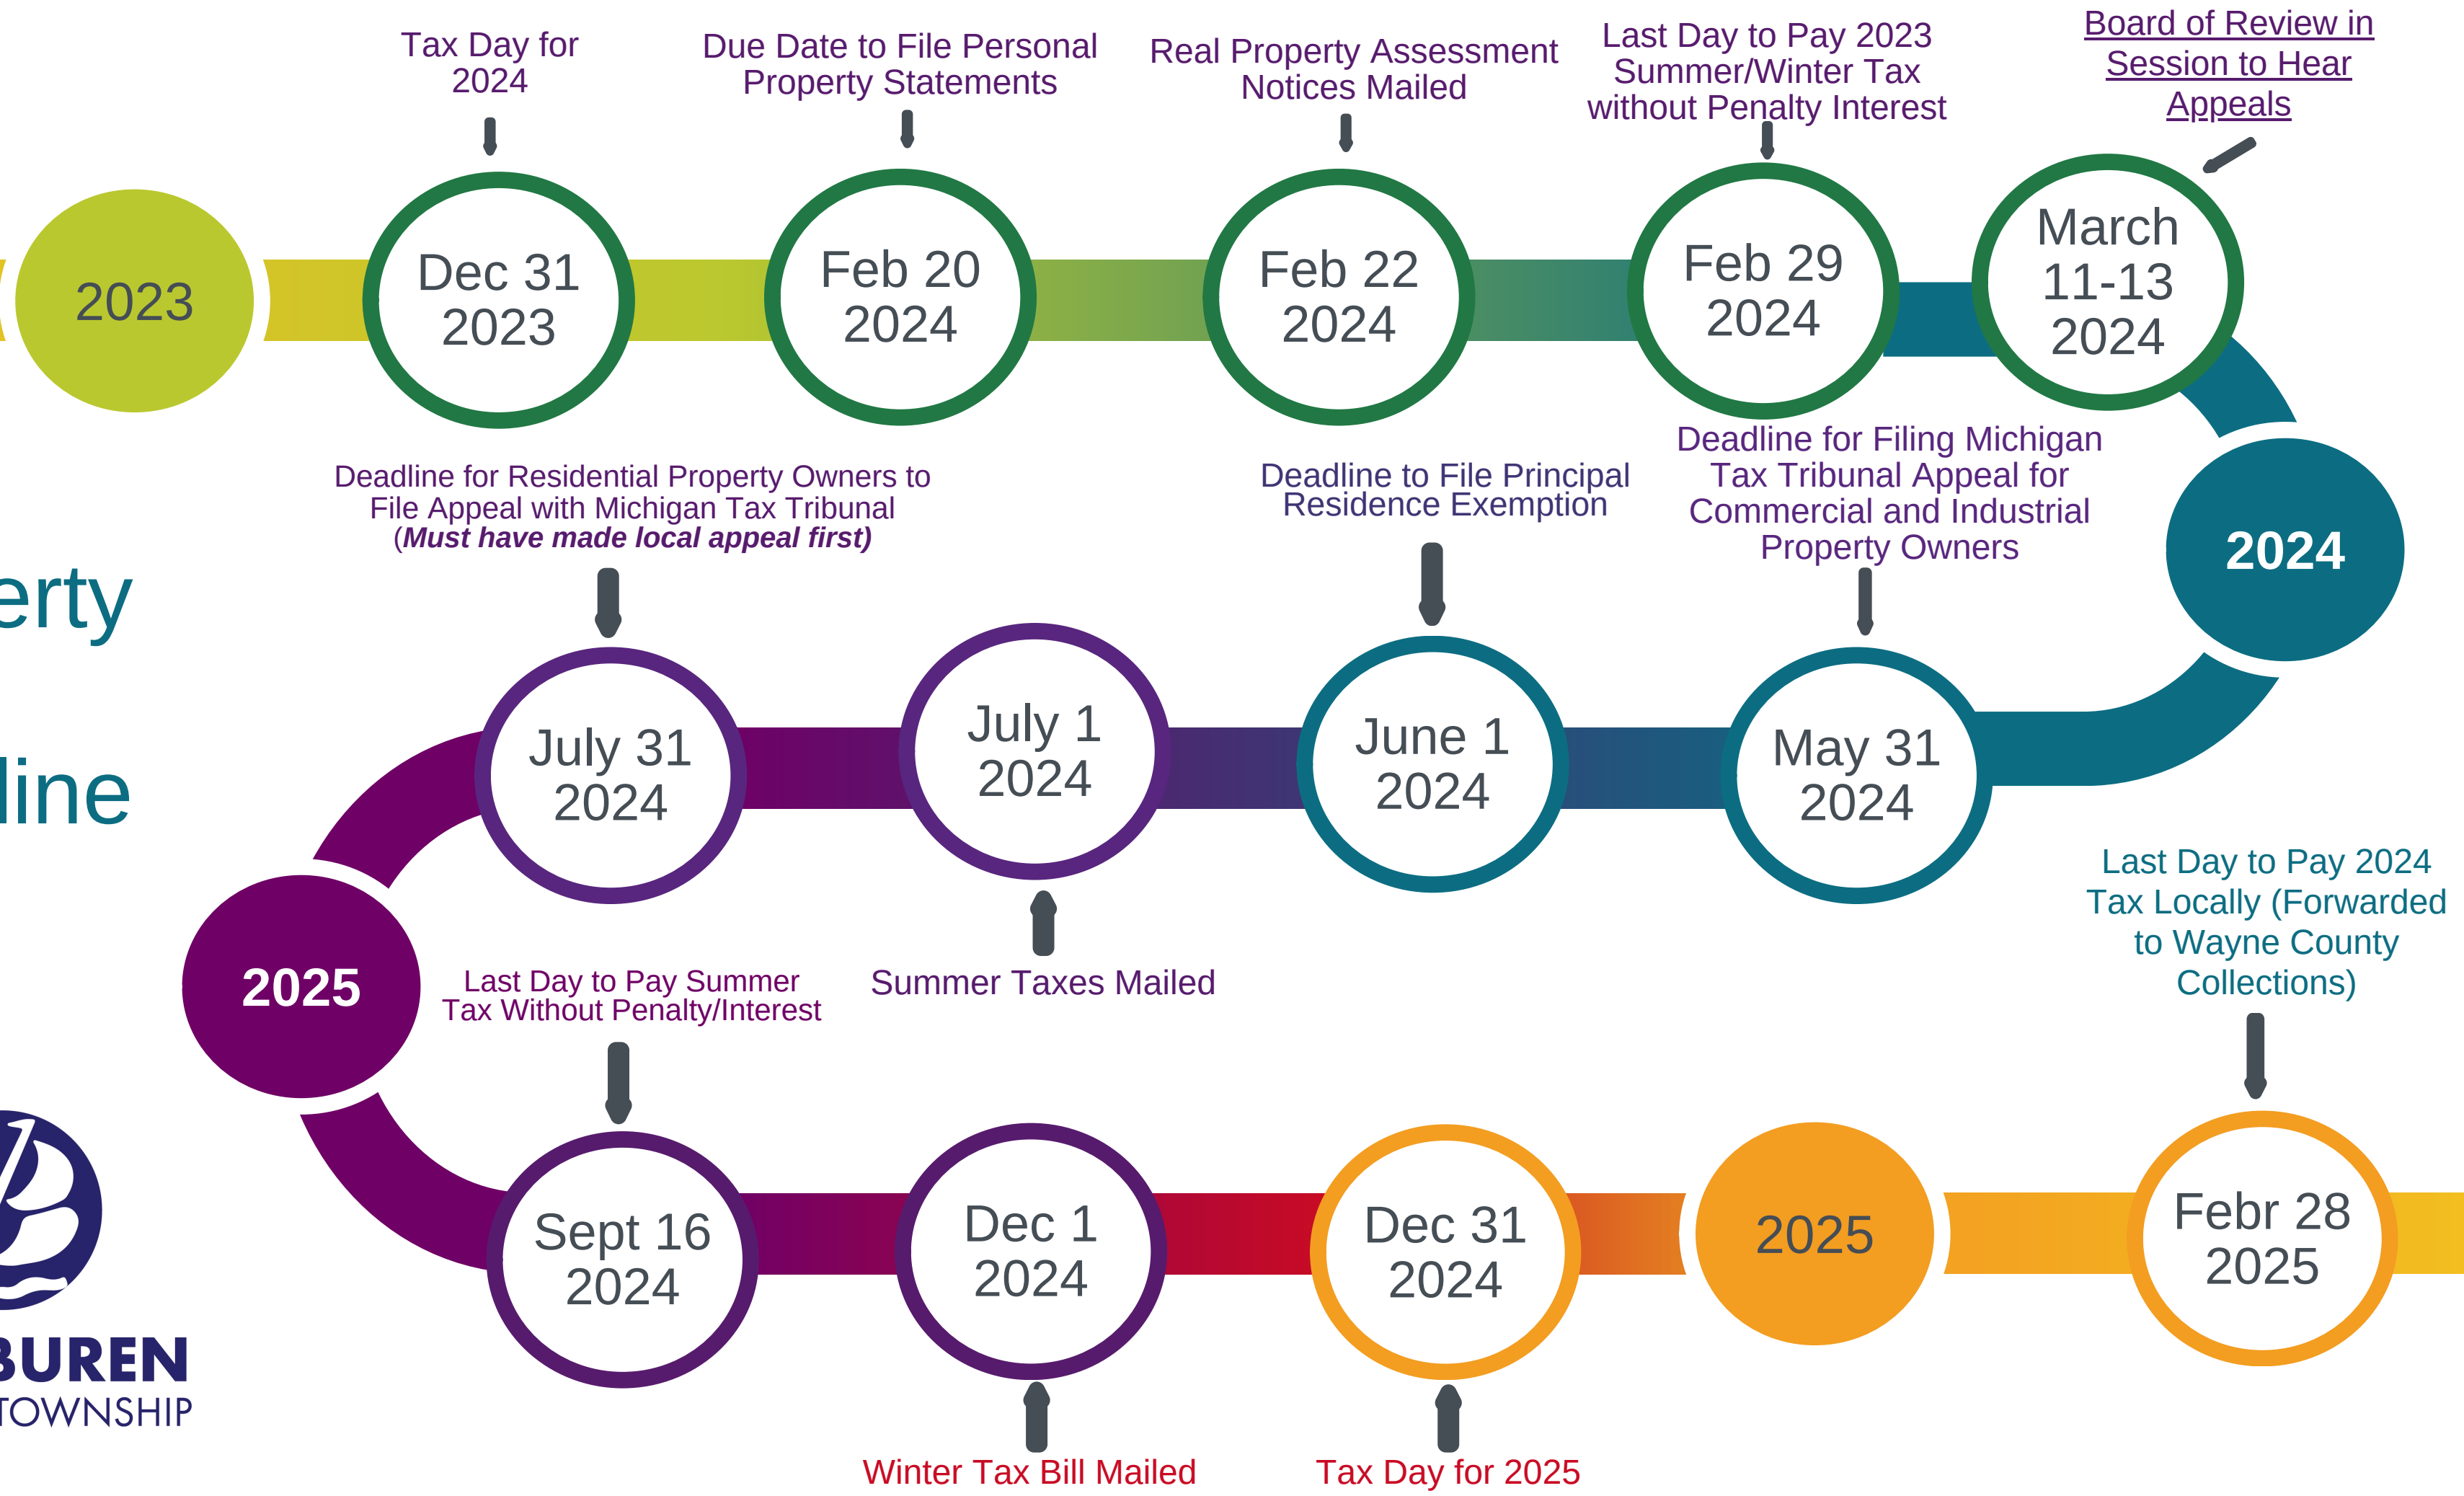 Tax Day for
2024
Due Date to File Personal
Property Statements
Real Property Assessment
Notices Mailed
Last Day to Pay 2023
Summer/Winter Tax
without Penalty Interest
Board of Review in
Session to Hear
Appeals
2023
Dec 31
2023
Feb 20
2024
Feb 22
2024
Feb 29
2024
March
11-13
2024
Deadline for Residential Property Owners to
File Appeal with Michigan Tax Tribunal
(Must have made local appeal first)
Deadline to File Principal
Residence Exemption
Deadline for Filing Michigan
Tax Tribunal Appeal for
Commercial and Industrial
Property Owners
2024
erty
line
July 31
2024
July 1
2024
June 1
2024
May 31
2024
2025
Last Day to Pay Summer
Tax Without Penalty/Interest
Summer Taxes Mailed
Last Day to Pay 2024
Tax Locally (Forwarded
to Wayne County
Collections)
Sept 16
2024
Dec 1
2024
Dec 31
2024
2025
Febr 28
2025
BUREN
TOWNSHIP
Winter Tax Bill Mailed
Tax Day for 2025